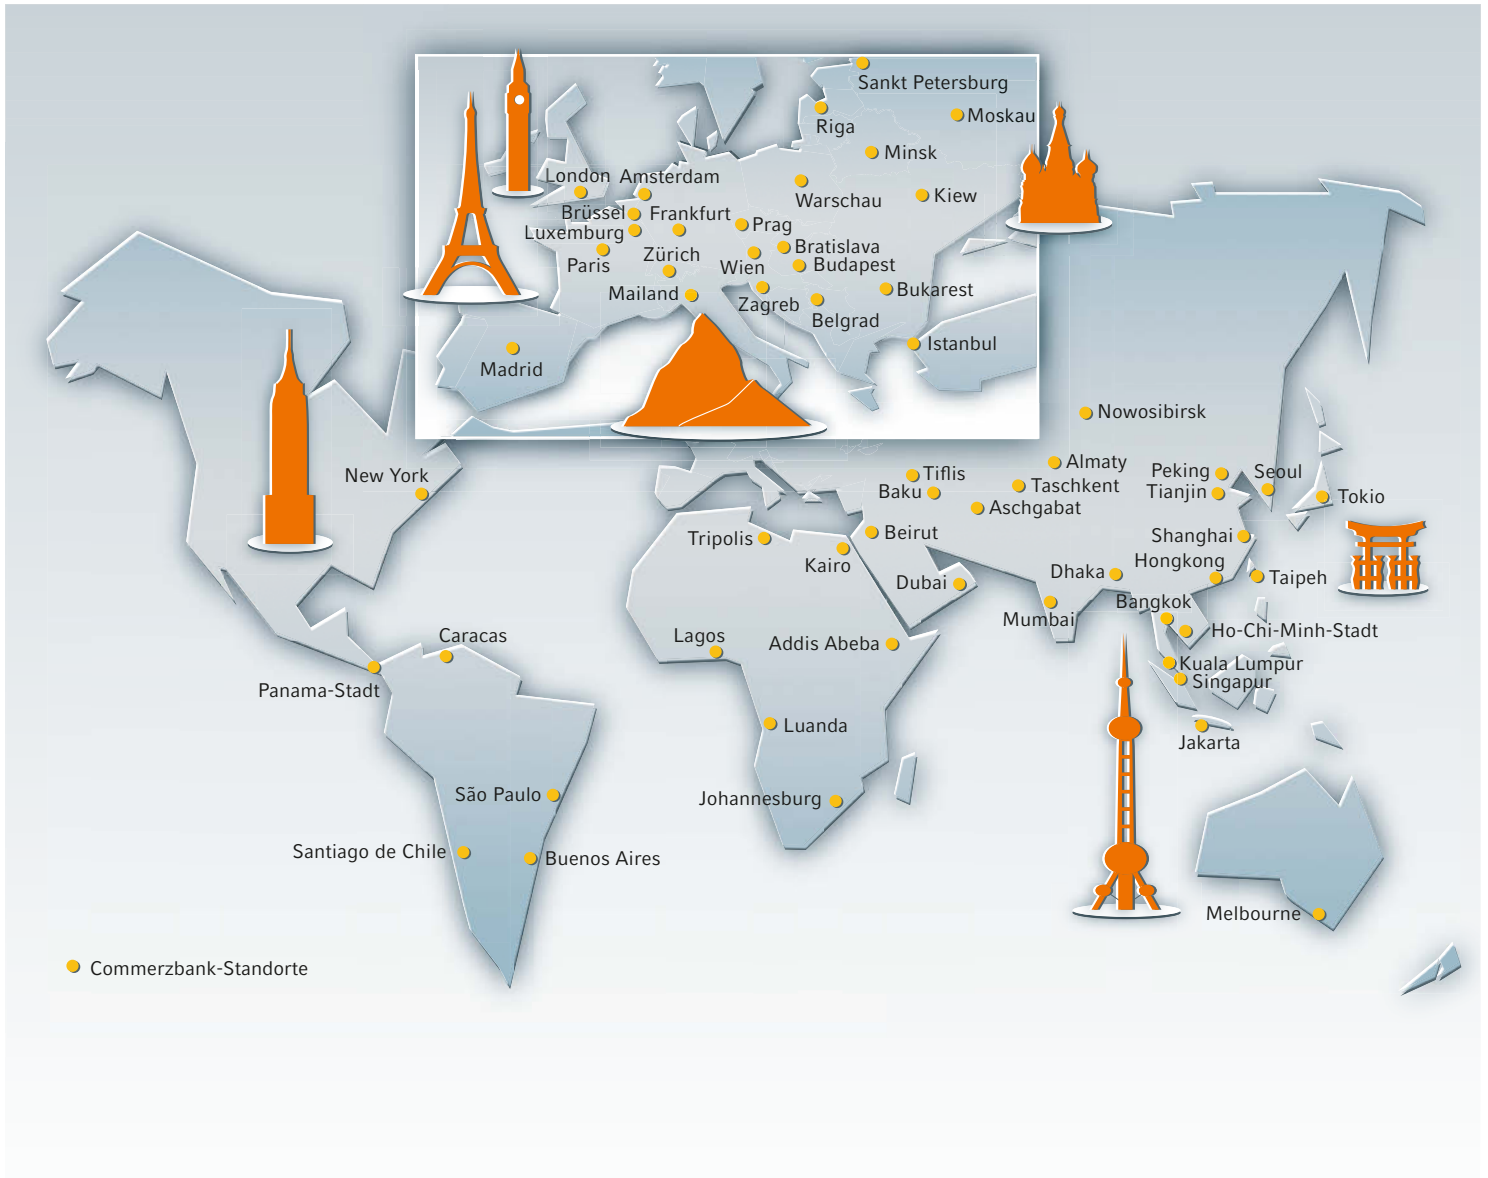 Sankt Petersburg
Riga
Moskau
Minsk
London
Amsterdam
Warschau
Kiew
Brüssel
Frankfurt
Luxemburg
Prag
Paris
Zürich
Bratislava
Wien
Budapest
Mailand
Zagreb
Bukarest
Belgrad
Madrid
Istanbul
Nowosibirsk
New York
Tiflis
Almaty
Baku
Taschkent
Aschgabat
Peking
Tianjin
Seoul
Tokio
Tripolis
Kairo
Beirut
Shanghai
Dubai
Dhaka
Hongkong
Taipeh
Mumbai
Bangkok
Ho-Chi-Minh-Stadt
Caracas
Panama-Stadt
Lagos
Addis Abeba
Kuala Lumpur
Singapur
Luanda
Jakarta
São Paulo
Johannesburg
Santiago de Chile
Buenos Aires
Melbourne
Commerzbank-Standorte